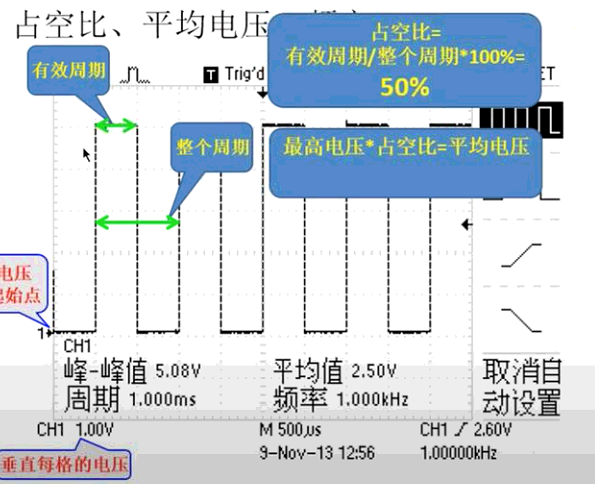 占空比、平均电压
占空比=
有效周期/整个周期*100%=
50%
有效周期
T Trig'd
ET
整个周期
最高电压*占空比=平均电压
电压
起始点
1
CH1
峰-峰值 5.08V
平均值 2.50V
周期 1.000ms
频率 1.000kHz
取消自
动设置
CH1 1.00V
M 500us
CH1 2.60V
9-Nov-13 12:56
1.00000kHz
垂直每格的电压